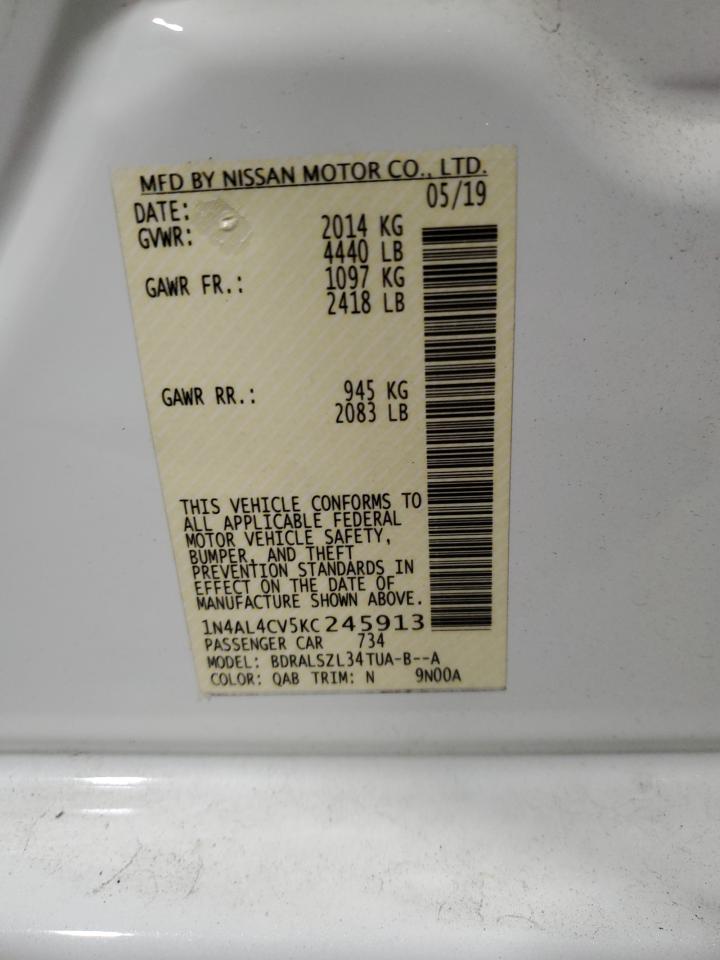 MFD BY NISSAN MOTOR CO., LTD.
DATE: 05/19
GVWR: 2014 KG
4440 LB
GAWR FR.: 1097 KG
2418 LB
GAWR RR.: 945 KG
2083 LB
THIS VEHICLE CONFORMS TO
ALL APPLICABLE FEDERAL
MOTOR VEHICLE SAFETY,
BUMPER, AND THEFT
PREVENTION STANDARDS IN
EFFECT ON THE DATE OF
MANUFACTURE SHOWN ABOVE.
1N4AL4CV5KC245913
PASSENGER CAR 734
MODEL: BDRALSZL34TUA-B--A
COLOR: QAB TRIM: N 9N00A